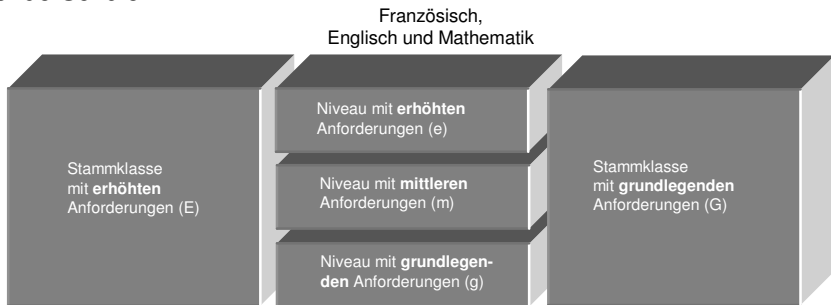 Französisch,
Englisch und Mathematik
Stammklasse
mit erhöhten
Anforderungen (E)
Niveau mit erhöhten
Anforderungen (e)
Niveau mit mittleren
Anforderungen (m)
Niveau mit grundlegen-
den Anforderungen (g)
Stammklasse
mit grundlegenden
Anforderungen (G)